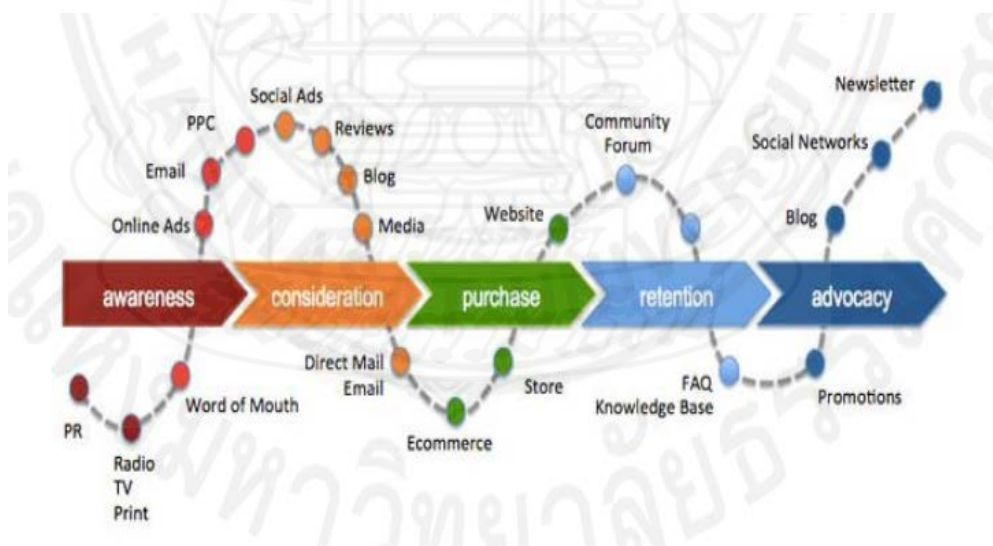 Social Ads
PPC
Reviews
Email
Blog
Online Ads
Media
Website
Community
Forum
Newsletter
Social Networks
Blog
awareness
consideration
purchase
retention
advocacy
PR
Radio
TV
Print
Word of Mouth
Direct Mail
Email
Ecommerce
Store
FAQ
Knowledge Base
Promotions